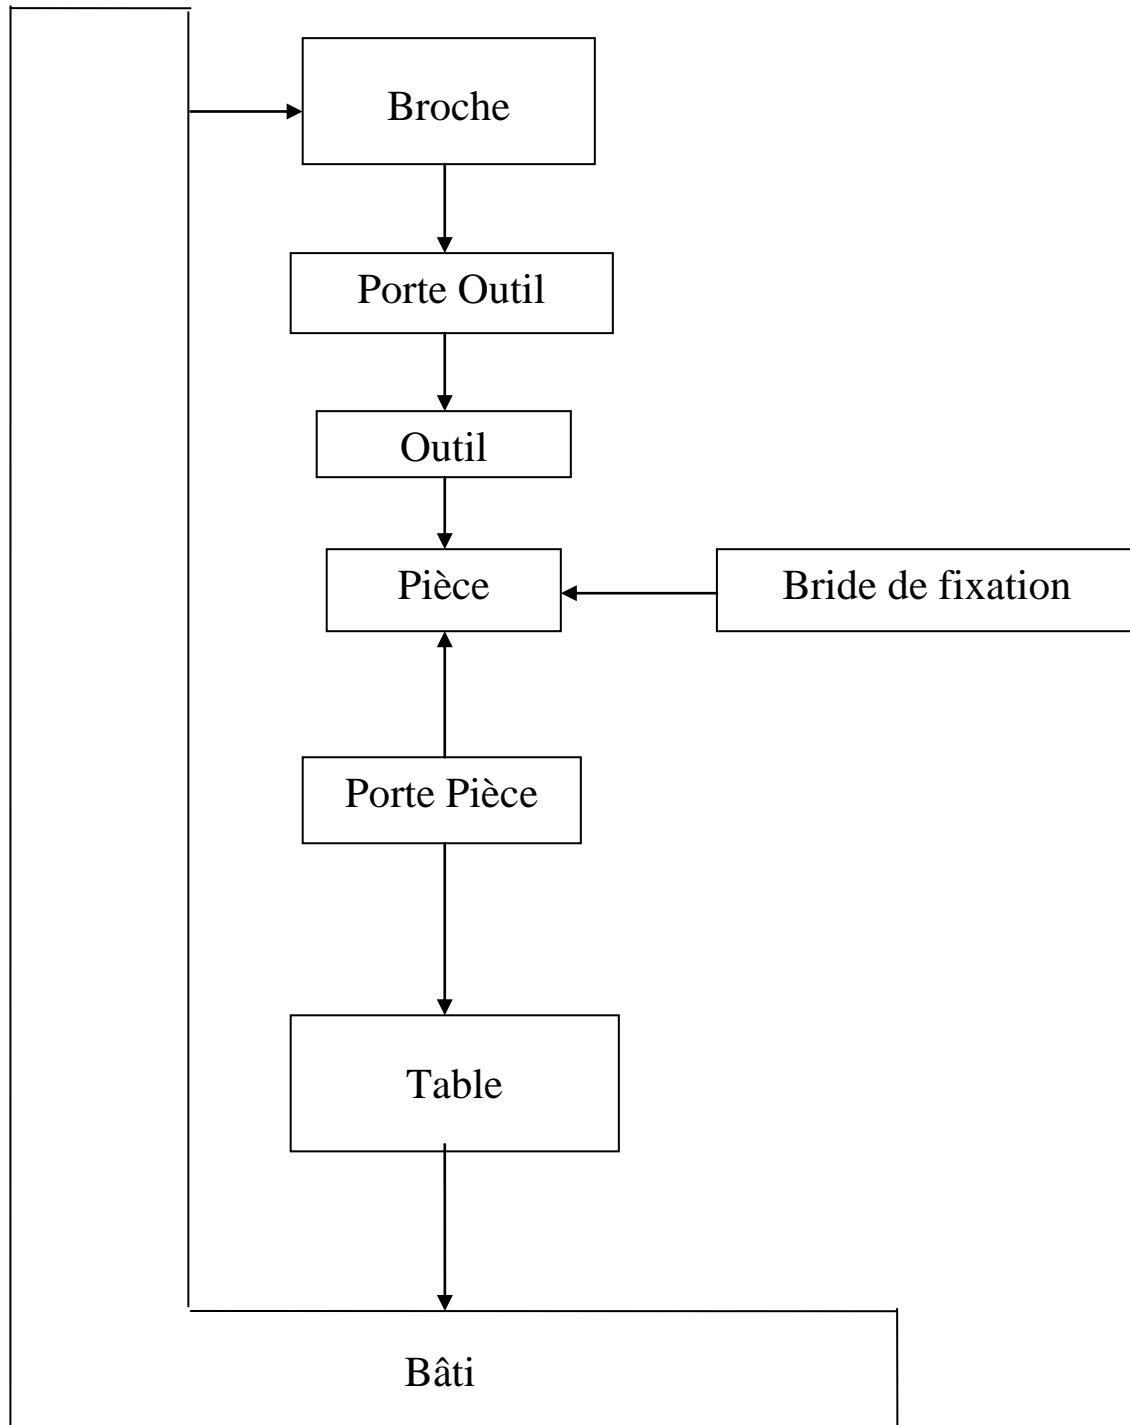 Broche
Porte Outil
Outil
Pièce
Bride de fixation
Porte Pièce
Table
Bâti